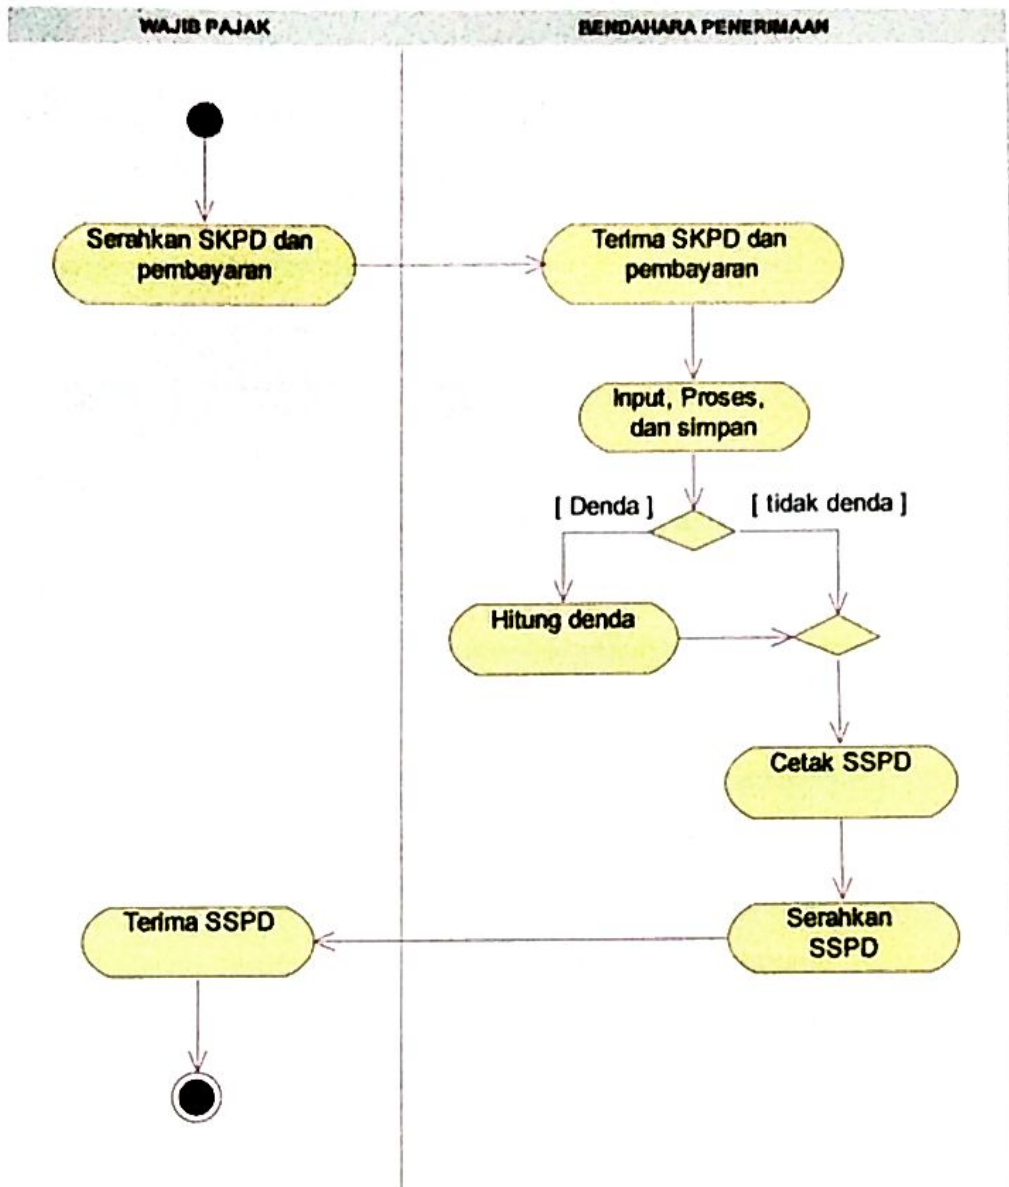 WAJIB PAJAK
BENDAHARA PENERIMAAN
Serahkan SKPD dan
pembayaran
Terima SKPD dan
pembayaran
Input, Proses,
dan simpan
[ Denda ]
[ tidak denda ]
Hitung denda
Cetak SSPD
Terima SSPD
Serahkan
SSPD